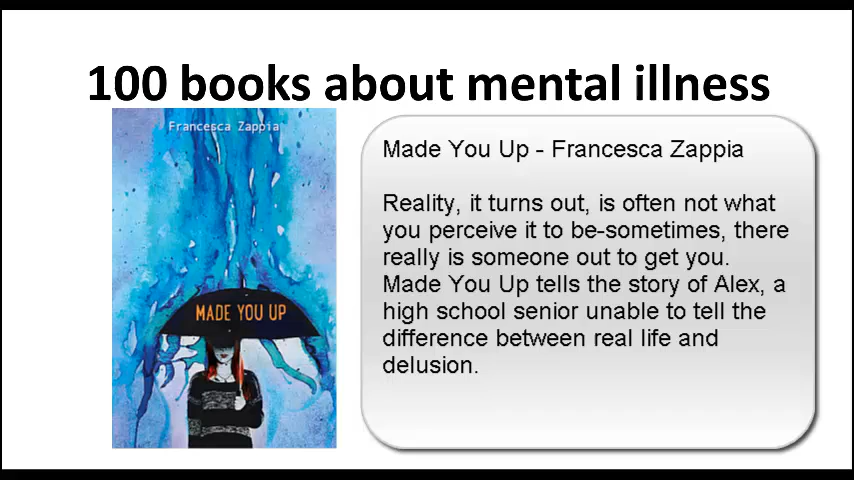 100 books about mental illness
Francesca Zappia
MADE YOU UP
Made You Up - Francesca Zappia
Reality, it turns out, is often not what
you perceive it to be-sometimes, there
really is someone out to get you.
Made You Up tells the story of Alex, a
high school senior unable to tell the
difference between real life and
delusion.